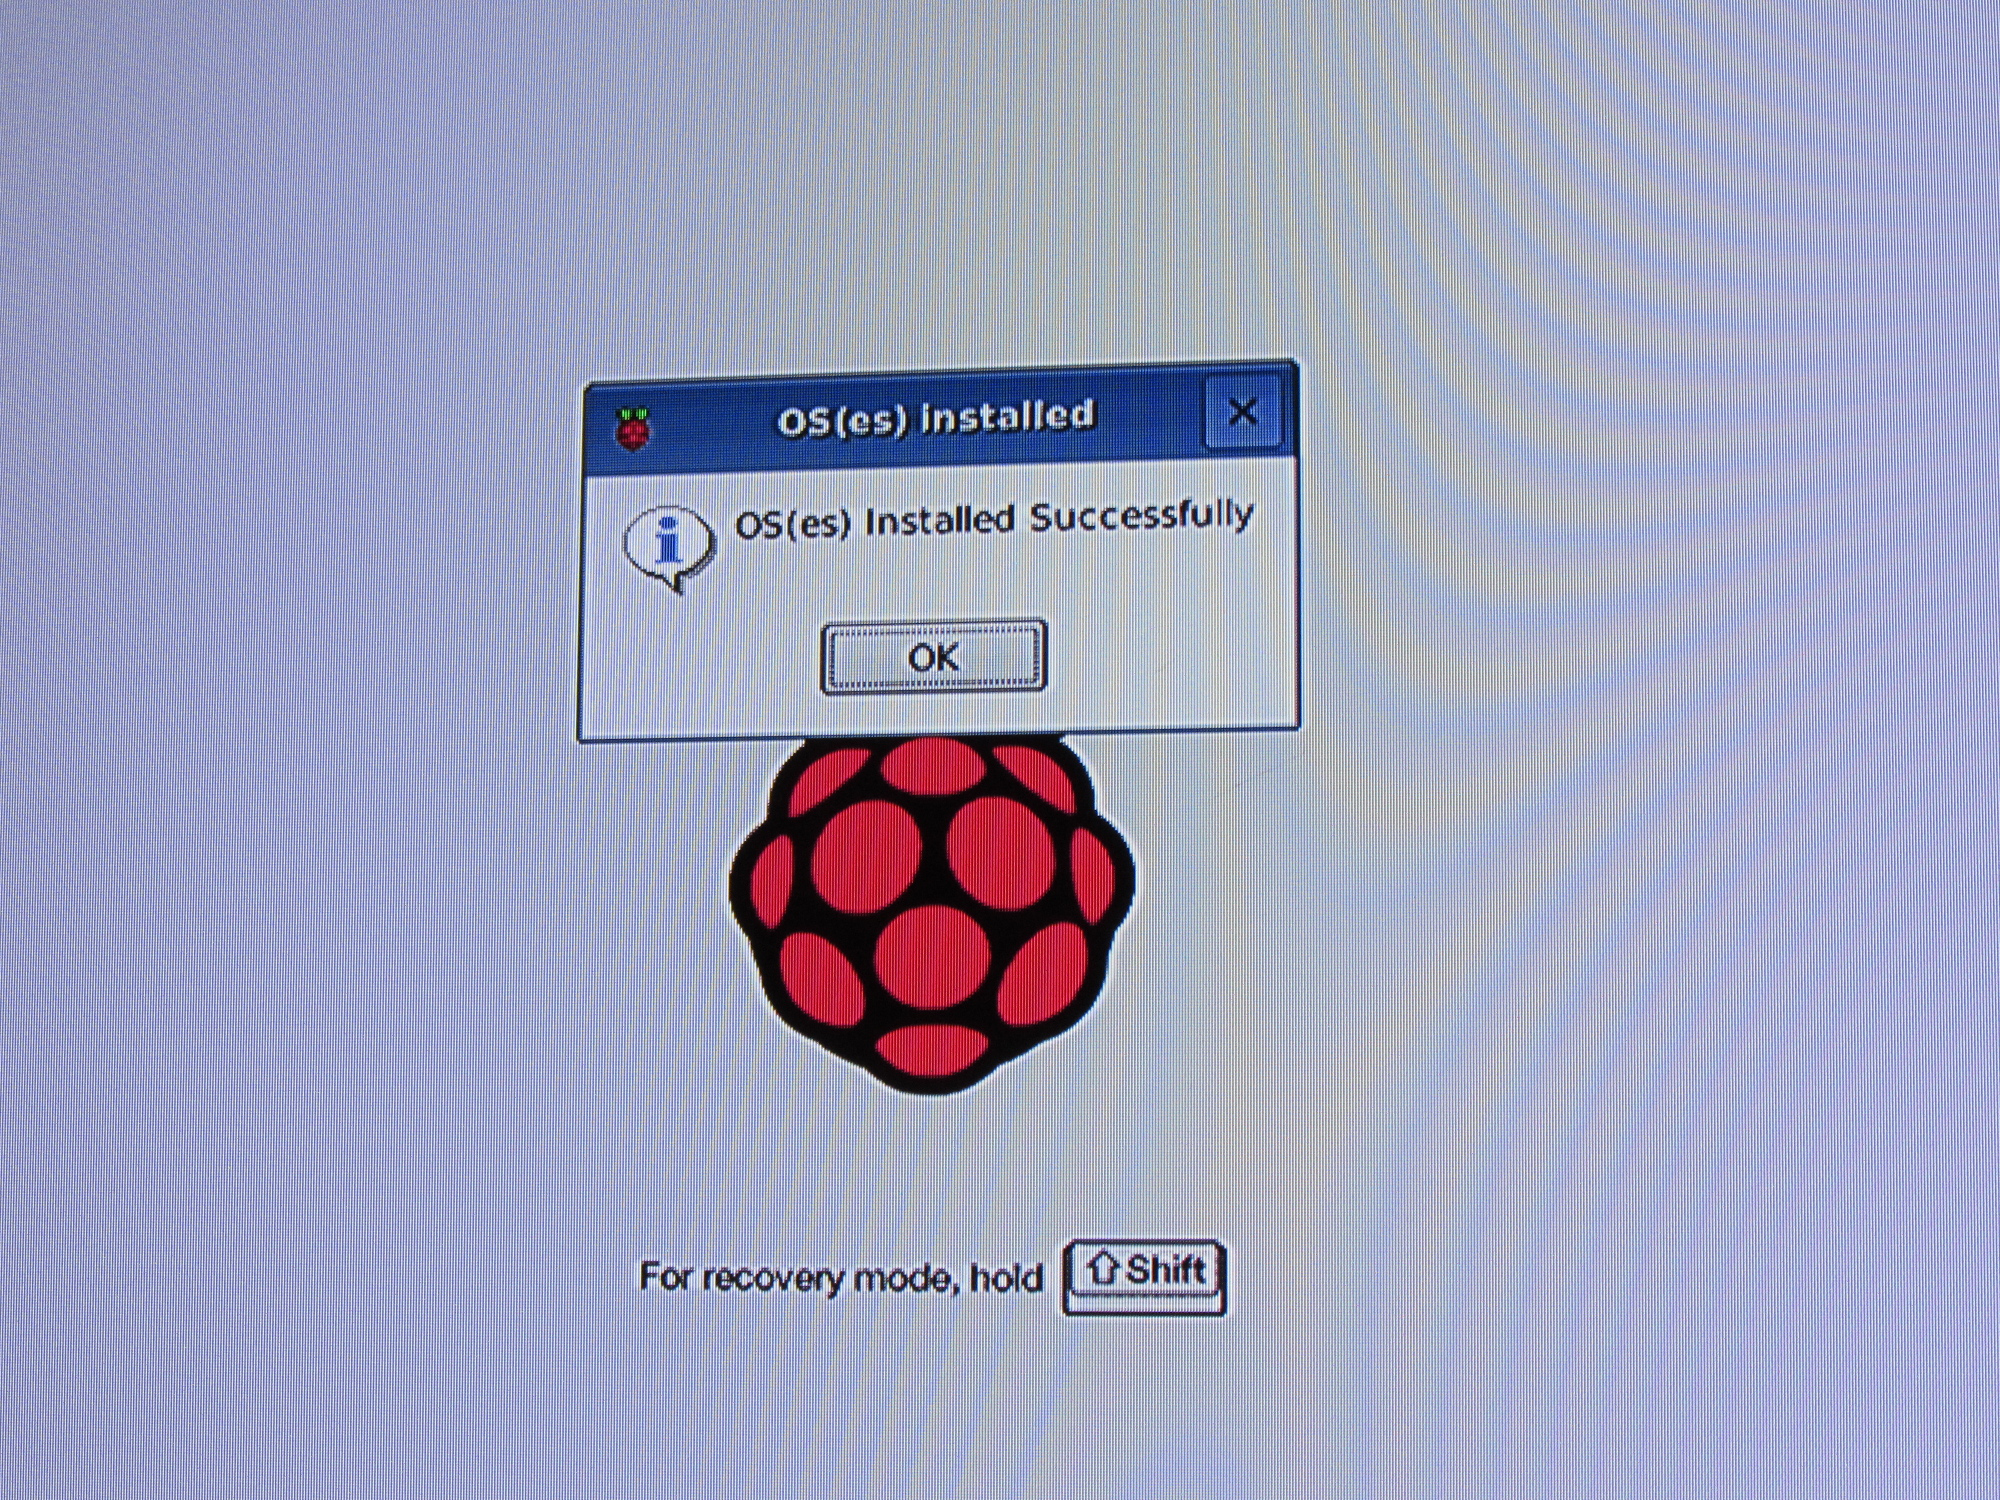 OS(es) Installed
OS(es) Installed Successfully
OK
For recovery mode, hold Shift